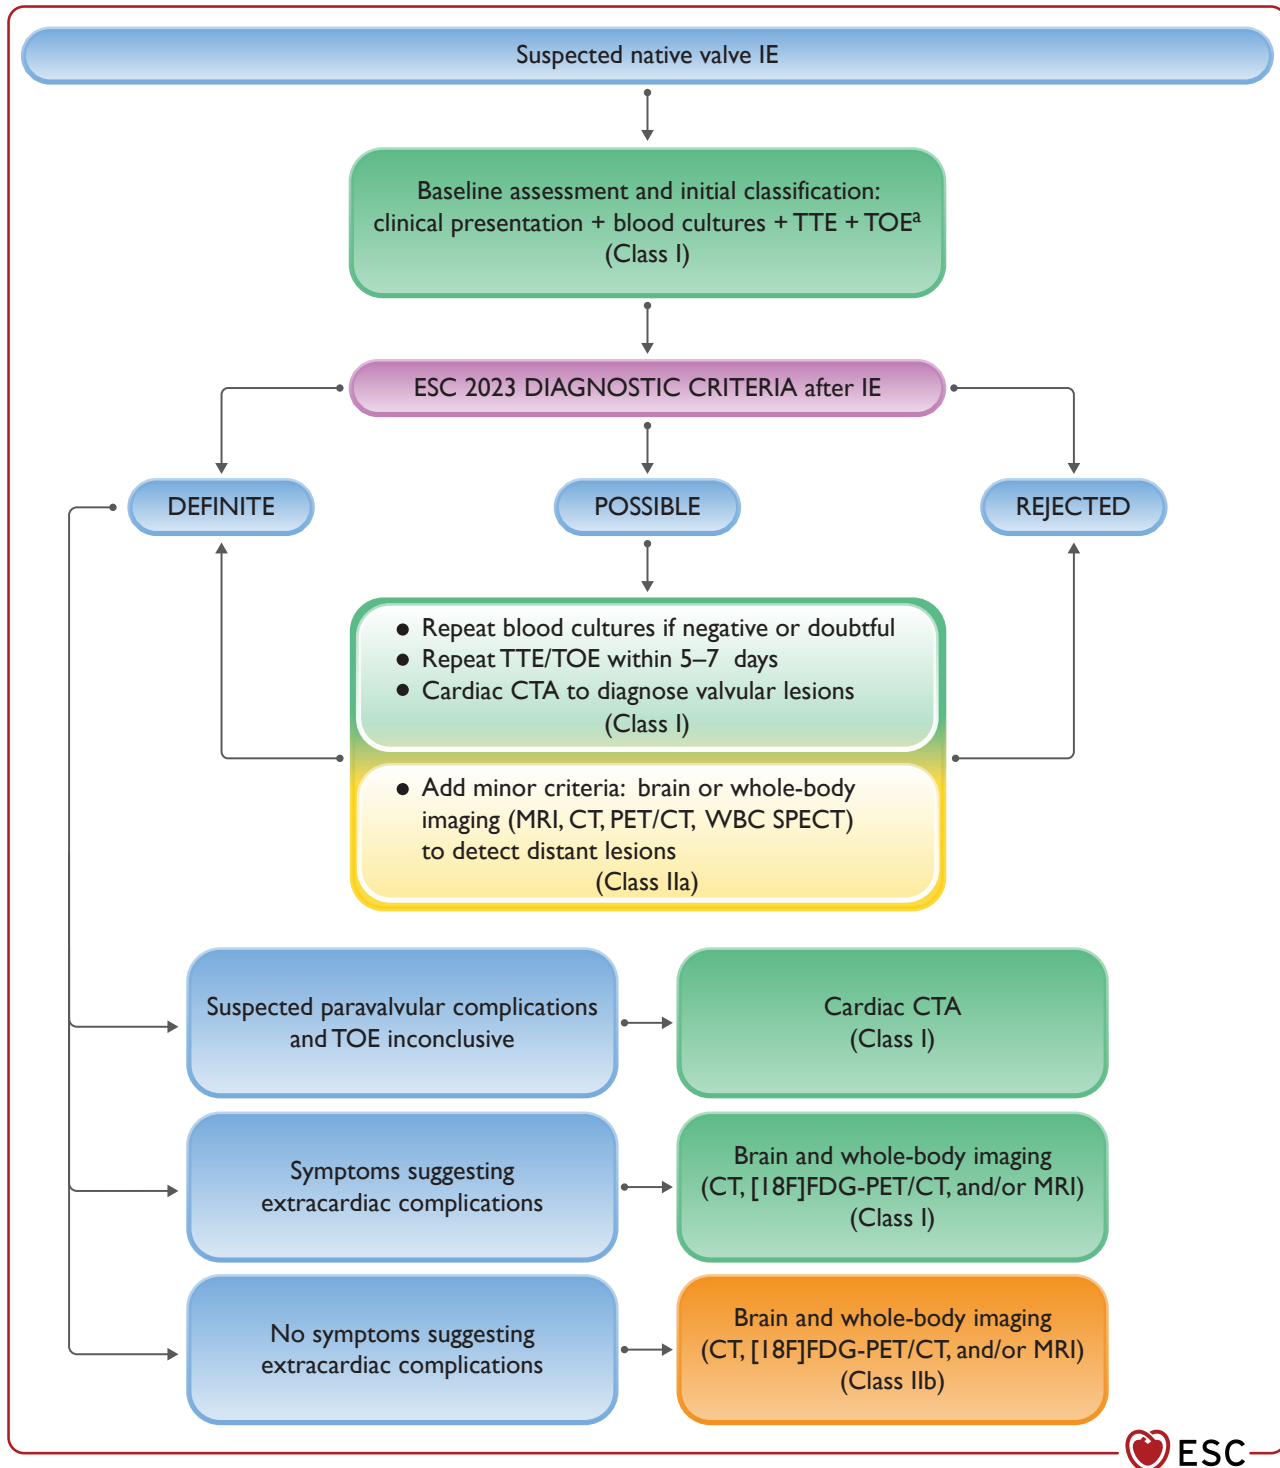 Suspected native valve IE
Baseline assessment and initial classification:
clinical presentation + blood cultures + TTE + TOEᵃ
(Class I)
ESC 2023 DIAGNOSTIC CRITERIA after IE
DEFINITE
POSSIBLE
REJECTED
● Repeat blood cultures if negative or doubtful
● Repeat TTE/TOE within 5–7 days
● Cardiac CTA to diagnose valvular lesions
(Class I)
● Add minor criteria: brain or whole-body
imaging (MRI, CT, PET/CT, WBC SPECT)
to detect distant lesions
(Class IIa)
Suspected paravalvular complications
and TOE inconclusive
Cardiac CTA
(Class I)
Symptoms suggesting
extracardiac complications
Brain and whole-body imaging
(CT, [18F]FDG-PET/CT, and/or MRI)
(Class I)
No symptoms suggesting
extracardiac complications
Brain and whole-body imaging
(CT, [18F]FDG-PET/CT, and/or MRI)
(Class IIb)
ESC